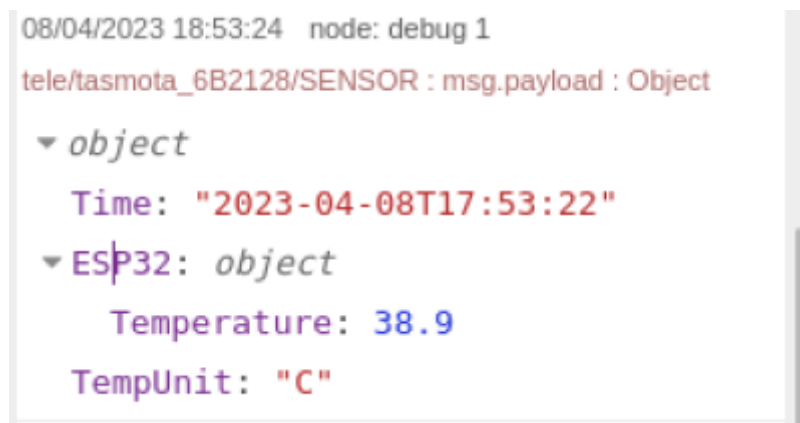 08/04/2023 18:53:24 node: debug 1
tele/tasmota_6B2128/SENSOR : msg.payload : Object
object
Time: "2023-04-08T17:53:22"
ESP32: object
Temperature: 38.9
TempUnit: "C"